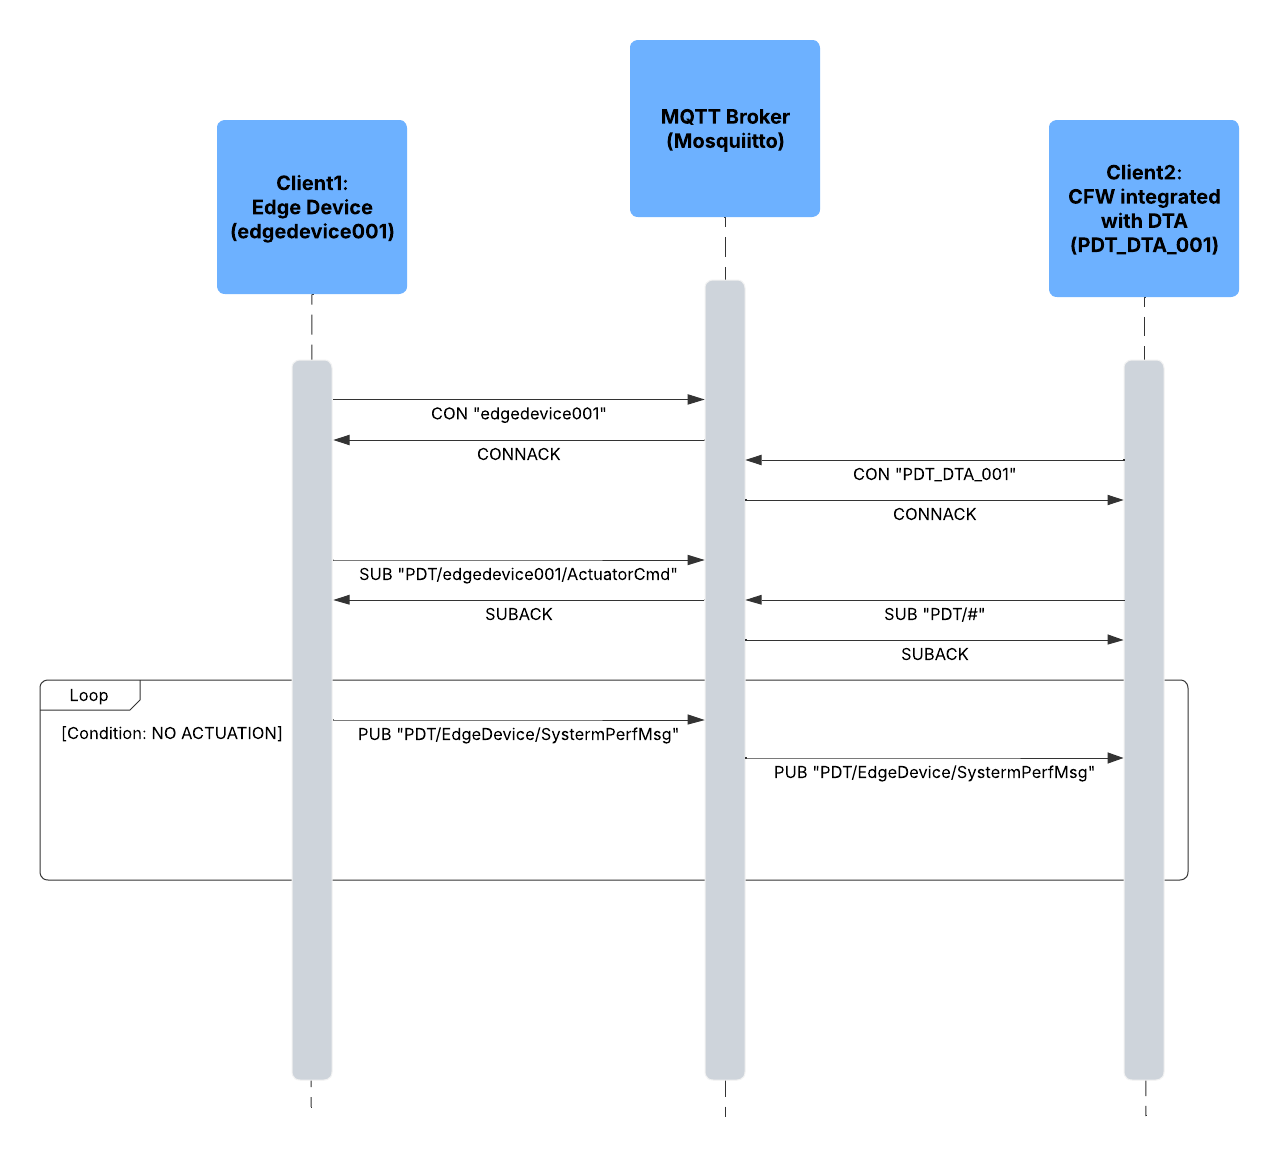 MQTT Broker
(Mosquiitto)
Client1:
Edge Device
(edgedevice001)
Client2:
CFW integrated
with DTA
(PDT_DTA_001)
CON "edgedevice001"
CONNACK
CON "PDT_DTA_001"
CONNACK
SUB "PDT/edgedevice001/ActuatorCmd"
SUBACK
SUB "PDT/#"
SUBACK
Loop
[Condition: NO ACTUATION]
PUB "PDT/EdgeDevice/SystermPerfMsg"
PUB "PDT/EdgeDevice/SystermPerfMsg"